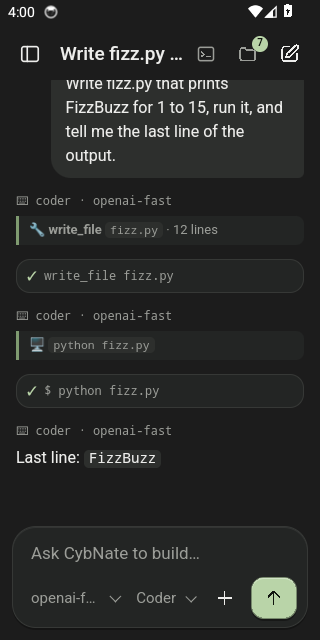 4:00
Write fizz.py ...
7
Write fizz.py that prints
FizzBuzz for 1 to 15, run it, and
tell me the last line of the
output.
coder · openai-fast
write_file fizz.py · 12 lines
✓ write_file fizz.py
coder · openai-fast
python fizz.py
✓ $ python fizz.py
coder · openai-fast
Last line: FizzBuzz
Ask CybNate to build...
openai-f... Coder